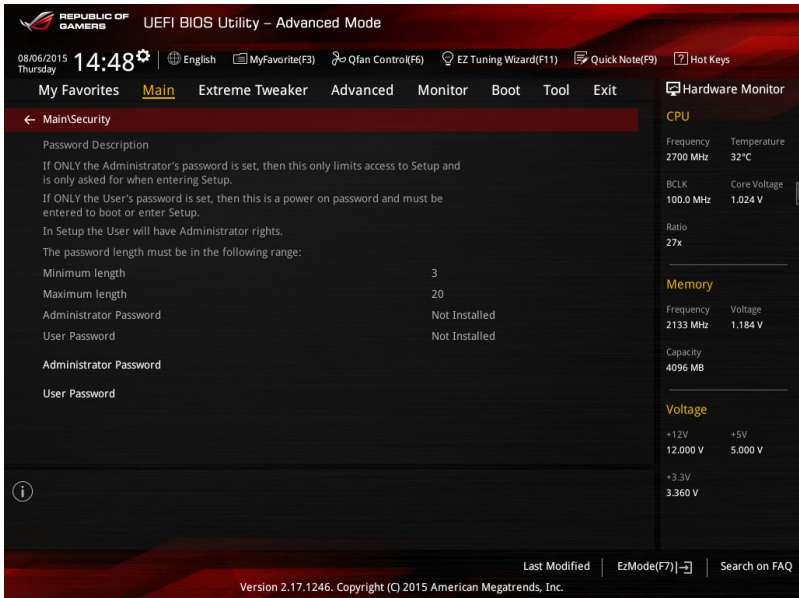 REPUBLIC OF
GAMERS
UEFI BIOS Utility – Advanced Mode
08/06/2015
Thursday
14:48
English
MyFavorite(F3)
Qfan Control(F6)
EZ Tuning Wizard(F11)
Quick Note(F9)
? Hot Keys
My Favorites Main Extreme Tweaker Advanced Monitor Boot Tool Exit
Main\Security
Password Description
If ONLY the Administrator's password is set, then this only limits access to Setup and
is only asked for when entering Setup.
If ONLY the User's password is set, then this is a power on password and must be
entered to boot or enter Setup.
In Setup the User will have Administrator rights.
The password length must be in the following range:
Minimum length 3
Maximum length 20
Administrator Password Not Installed
User Password Not Installed
Administrator Password
User Password
Hardware Monitor
CPU
Frequency Temperature
2700 MHz 32°C
BCLK Core Voltage
100.0 MHz 1.024 V
Ratio
27x
Memory
Frequency Voltage
2133 MHz 1.184 V
Capacity
4096 MB
Voltage
+12V +5V
12.000 V 5.000 V
+3.3V
3.360 V
i
Last Modified
EzMode(F7)
Search on FAQ
Version 2.17.1246. Copyright (C) 2015 American Megatrends, Inc.